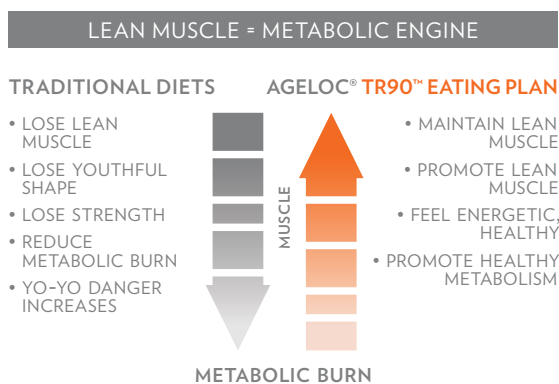 LEAN MUSCLE = METABOLIC ENGINE
TRADITIONAL DIETS
• LOSE LEAN
MUSCLE
• LOSE YOUTHFUL
SHAPE
• LOSE STRENGTH
• REDUCE
METABOLIC BURN
• YO-YO DANGER
INCREASES
MUSCLE
AGELOC® TR90™ EATING PLAN
• MAINTAIN LEAN
MUSCLE
• PROMOTE LEAN
MUSCLE
• FEEL ENERGETIC,
HEALTHY
• PROMOTE HEALTHY
METABOLISM
METABOLIC BURN